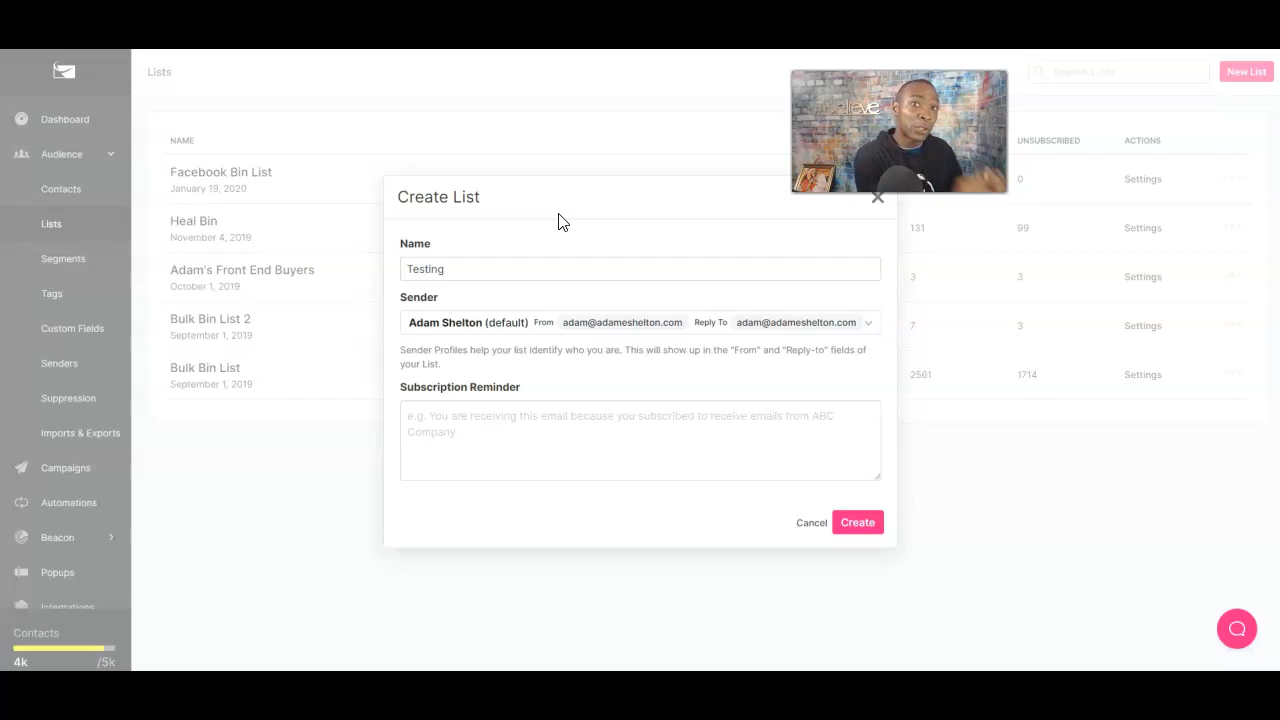 Lists
Search Lists
New List
Dashboard
Audience
Contacts
Lists
Segments
Tags
Custom Fields
Senders
Suppression
Imports & Exports
Campaigns
Automations
Beacon
Popups
Integrations
Contacts
4k /5k
NAME UNSUBSCRIBED ACTIONS
Facebook Bin List 0 Settings
January 19, 2020
Heal Bin 131 99 Settings
November 4, 2019
Adam's Front End Buyers 3 3 Settings
October 1, 2019
Bulk Bin List 2 7 3 Settings
September 1, 2019
Bulk Bin List 2561 1714 Settings
September 1, 2019
believe
Create List
Name
Testing
Sender
Adam Shelton (default) From adam@adameshelton.com Reply To adam@adameshelton.com
Sender Profiles help your list identify who you are. This will show up in the "From" and "Reply-to" fields of
your List.
Subscription Reminder
e.g. You are receiving this email because you subscribed to receive emails from ABC
Company
Cancel Create